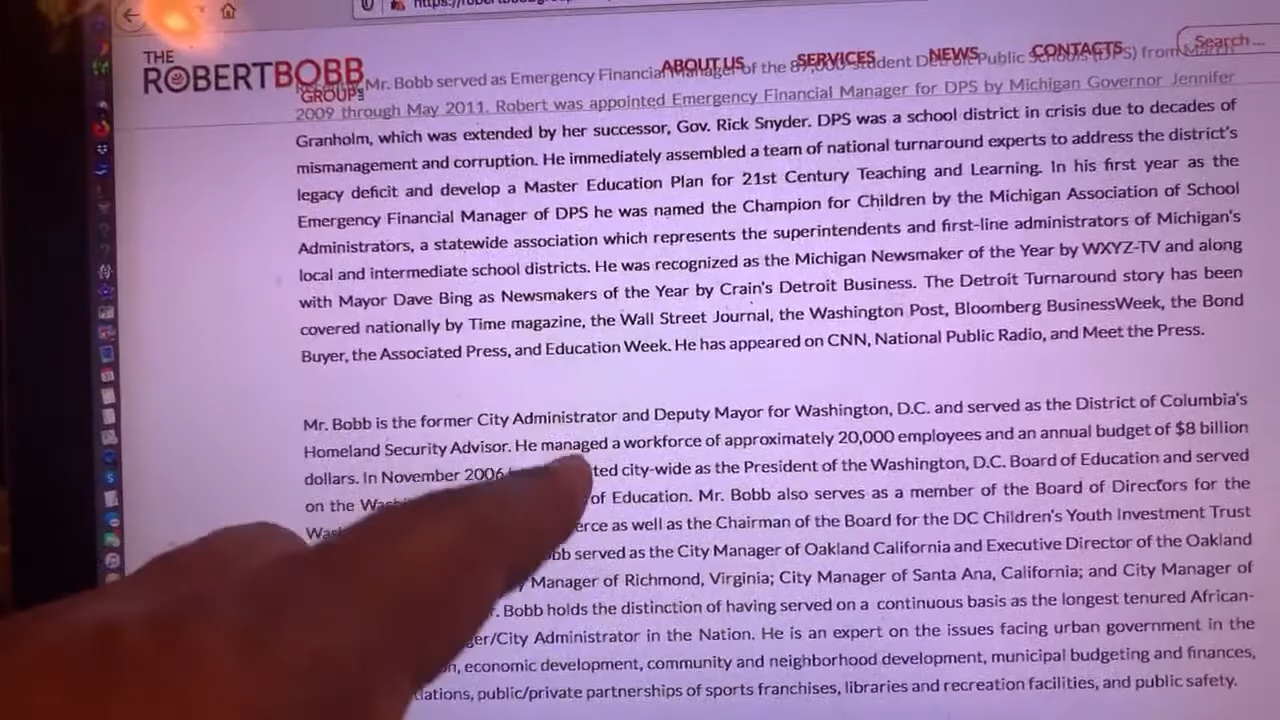 THE
ROBERTBOBB
GROUP
ABOUT US SERVICES NEWS CONTACTS Search ...
Mr. Bobb served as Emergency Financial Manager of the student Public Schools from March
2009 through May 2011. Robert was appointed Emergency Financial Manager for DPS by Michigan Governor Jennifer
Granholm, which was extended by her successor, Gov. Rick Snyder. DPS was a school district in crisis due to decades of
mismanagement and corruption. He immediately assembled a team of national turnaround experts to address the district's
legacy deficit and develop a Master Education Plan for 21st Century Teaching and Learning. In his first year as the
Emergency Financial Manager of DPS he was named the Champion for Children by the Michigan Association of School
Administrators, a statewide association which represents the superintendents and first-line administrators of Michigan's
local and intermediate school districts. He was recognized as the Michigan Newsmaker of the Year by WXYZ-TV and along
with Mayor Dave Bing as Newsmakers of the Year by Crain's Detroit Business. The Detroit Turnaround story has been
covered nationally by Time magazine, the Wall Street Journal, the Washington Post, Bloomberg BusinessWeek, the Bond
Buyer, the Associated Press, and Education Week. He has appeared on CNN, National Public Radio, and Meet the Press.
Mr. Bobb is the former City Administrator and Deputy Mayor for Washington, D.C. and served as the District of Columbia's
Homeland Security Advisor. He managed a workforce of approximately 20,000 employees and an annual budget of $8 billion
dollars. In November 2006 ted city-wide as the President of the Washington, D.C. Board of Education and served
on the of Education. Mr. Bobb also serves as a member of the Board of Directors for the
erce as well as the Chairman of the Board for the DC Children's Youth Investment Trust
bb served as the City Manager of Oakland California and Executive Director of the Oakland
Manager of Richmond, Virginia; City Manager of Santa Ana, California; and City Manager of
r. Bobb holds the distinction of having served on a continuous basis as the longest tenured African-
ger/City Administrator in the Nation. He is an expert on the issues facing urban government in the
n, economic development, community and neighborhood development, municipal budgeting and finances,
lations, public/private partnerships of sports franchises, libraries and recreation facilities, and public safety.